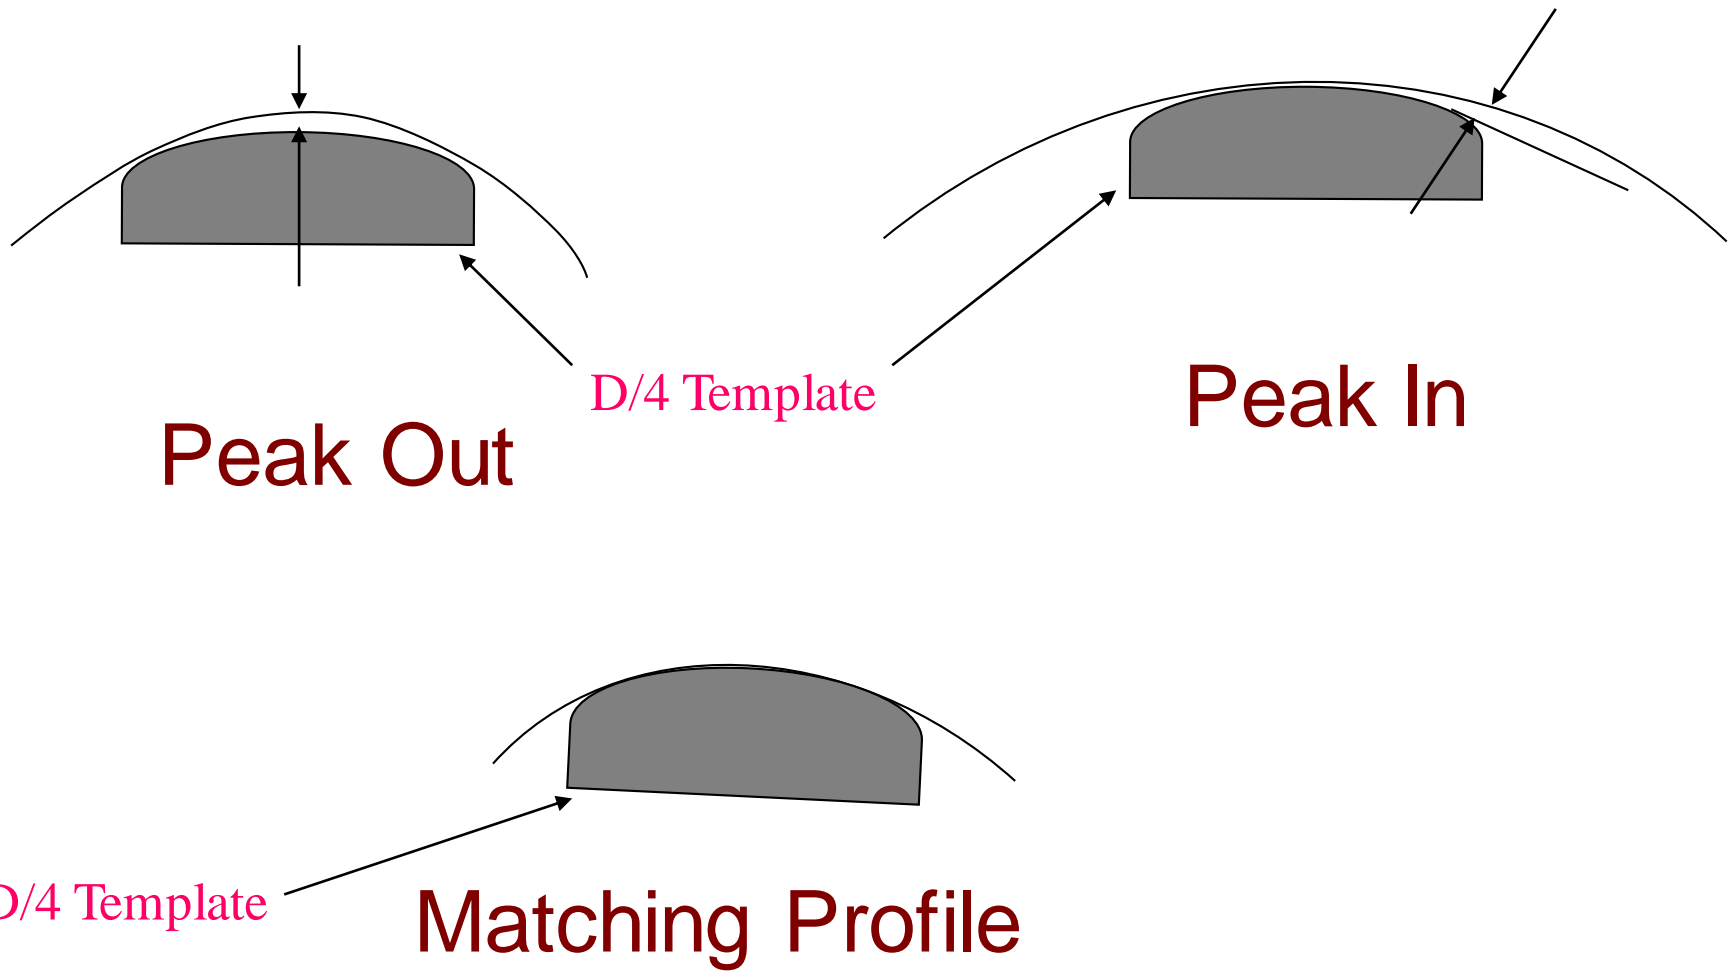 D/4 Template
Peak In
Peak Out
D/4 Template
Matching Profile